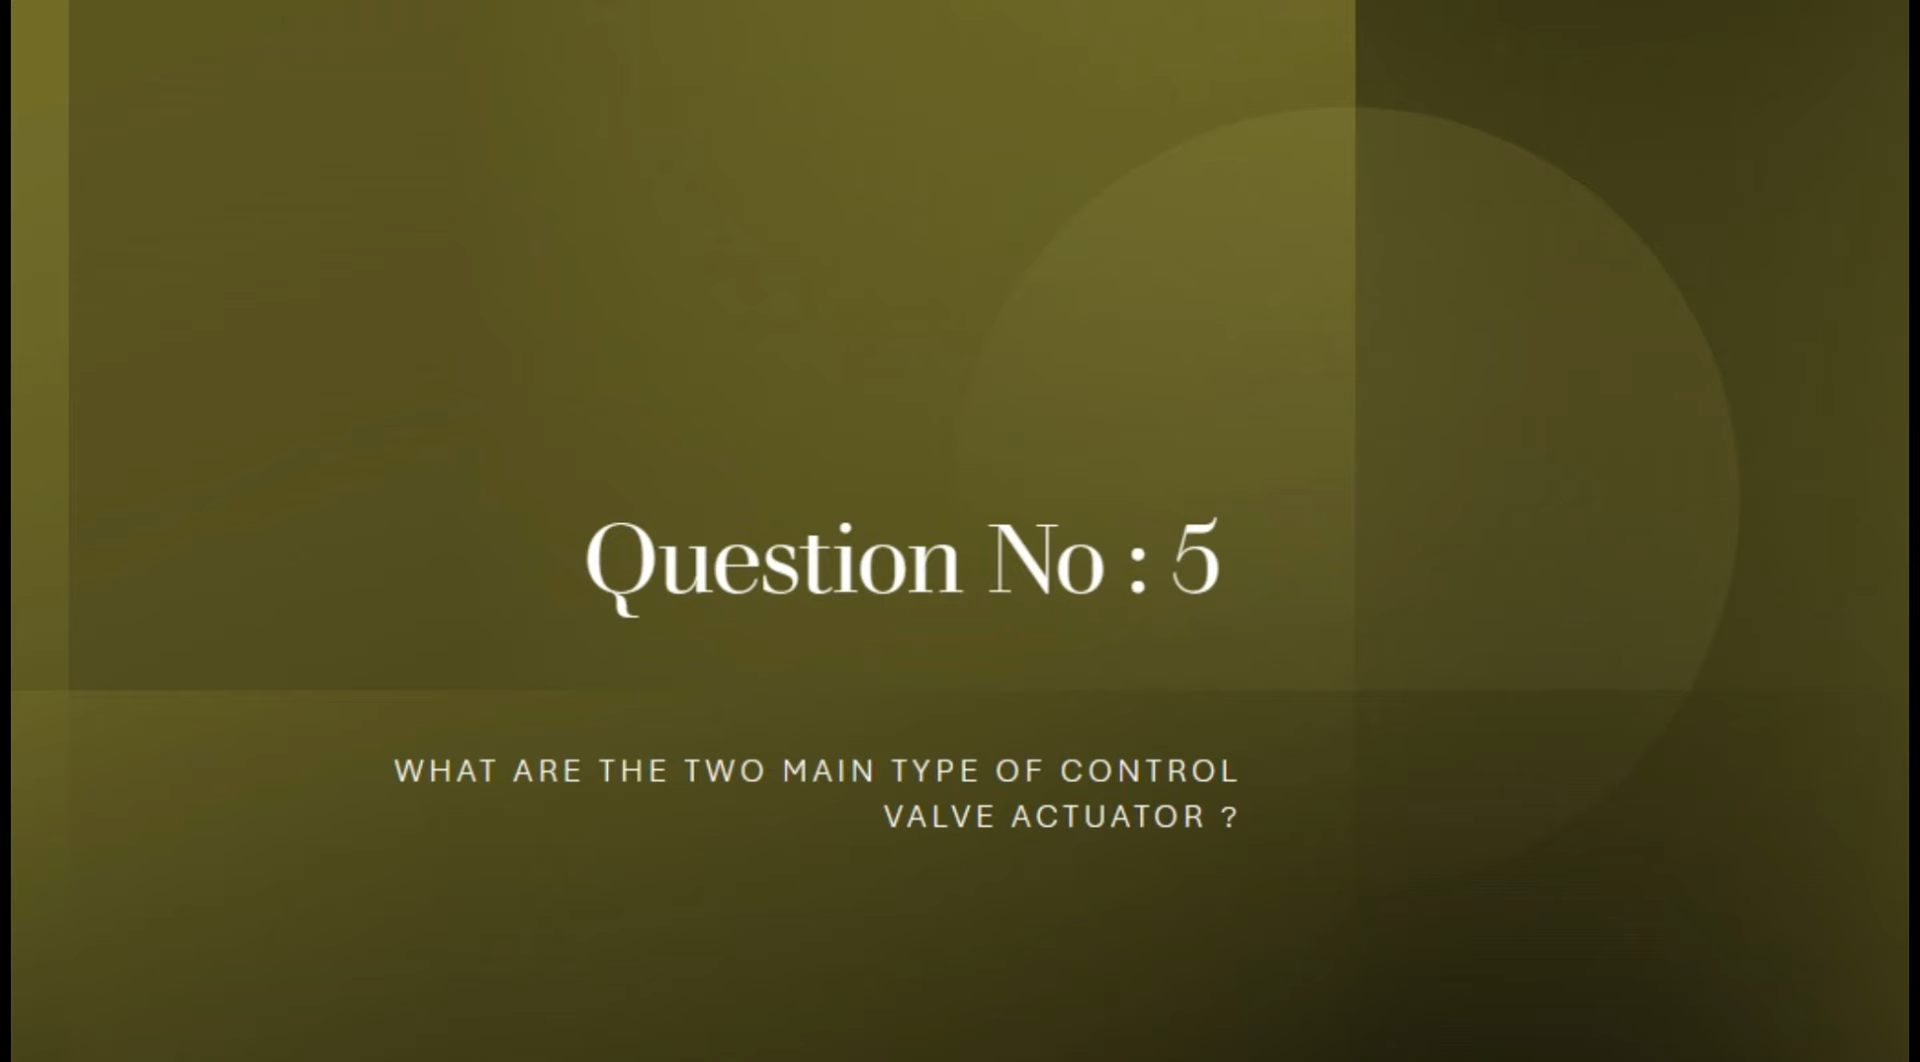 Question No : 5
WHAT ARE THE TWO MAIN TYPE OF CONTROL
VALVE ACTUATOR ?